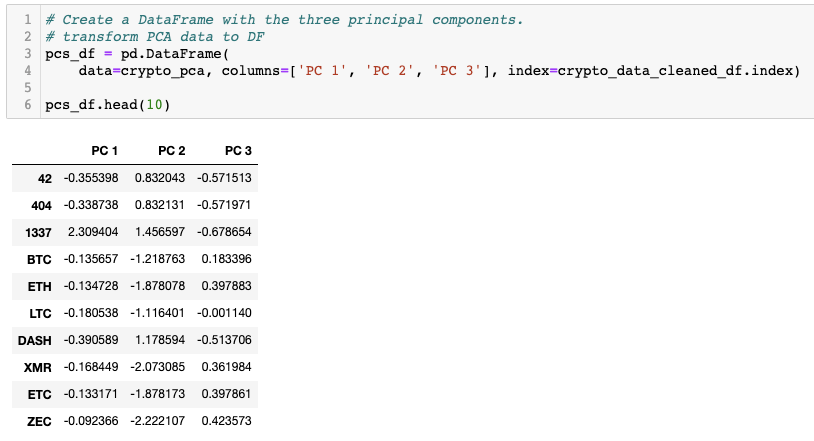 1 # Create a DataFrame with the three principal components.
2 # transform PCA data to DF
3 pcs_df = pd.DataFrame(
4     data=crypto_pca, columns=['PC 1', 'PC 2', 'PC 3'], index=crypto_data_cleaned_df.index)
5
6 pcs_df.head(10)
PC 1 PC 2 PC 3
42 -0.355398 0.832043 -0.571513
404 -0.338738 0.832131 -0.571971
1337 2.309404 1.456597 -0.678654
BTC -0.135657 -1.218763 0.183396
ETH -0.134728 -1.878078 0.397883
LTC -0.180538 -1.116401 -0.001140
DASH -0.390589 1.178594 -0.513706
XMR -0.168449 -2.073085 0.361984
ETC -0.133171 -1.878173 0.397861
ZEC -0.092366 -2.222107 0.423573